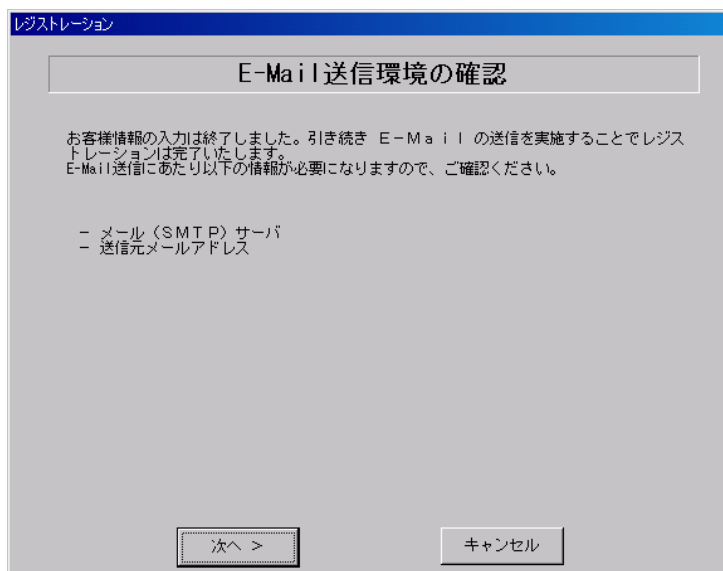 レジストレーション
E-Mail送信環境の確認
お客様情報の入力は終了しました。引き続き Ｅ－Ｍａｉｌ の送信を実施することでレジス
トレーションは完了いたします。
E-Mail送信にあたり以下の情報が必要になりますので、ご確認ください。
－ メール（ＳＭＴＰ）サーバ
－ 送信元メールアドレス
次へ >
キャンセル